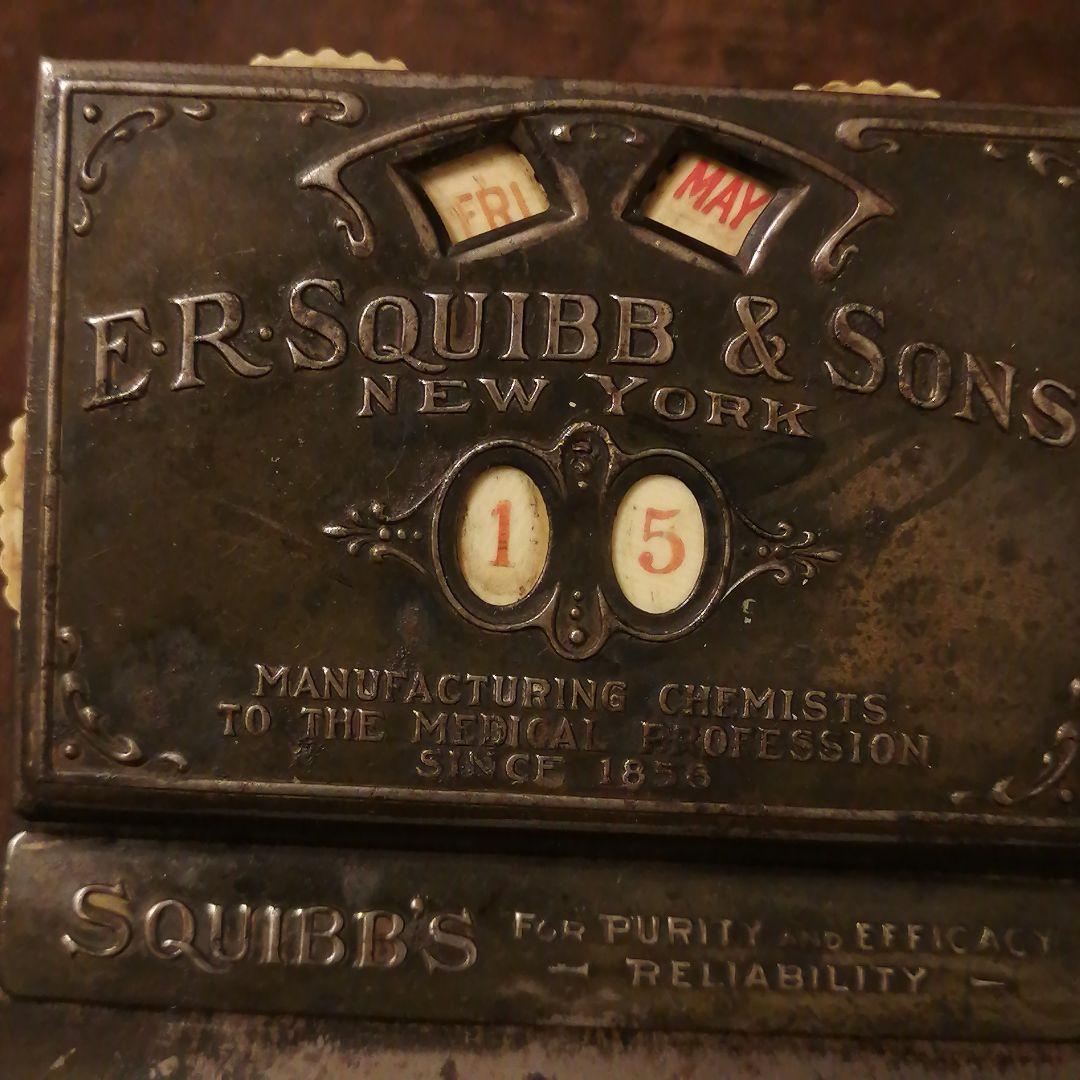 FRI MAY
E·R·SQUIBB & SONS
NEW YORK
1 5
MANUFACTURING CHEMISTS
TO THE MEDICAL PROFESSION
SINCE 1858
SQUIBB'S FOR PURITY AND EFFICACY
- RELIABILITY -